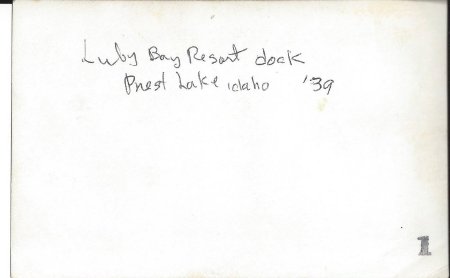 Luby Bay Resort dock
Priest Lake idaho '39
1